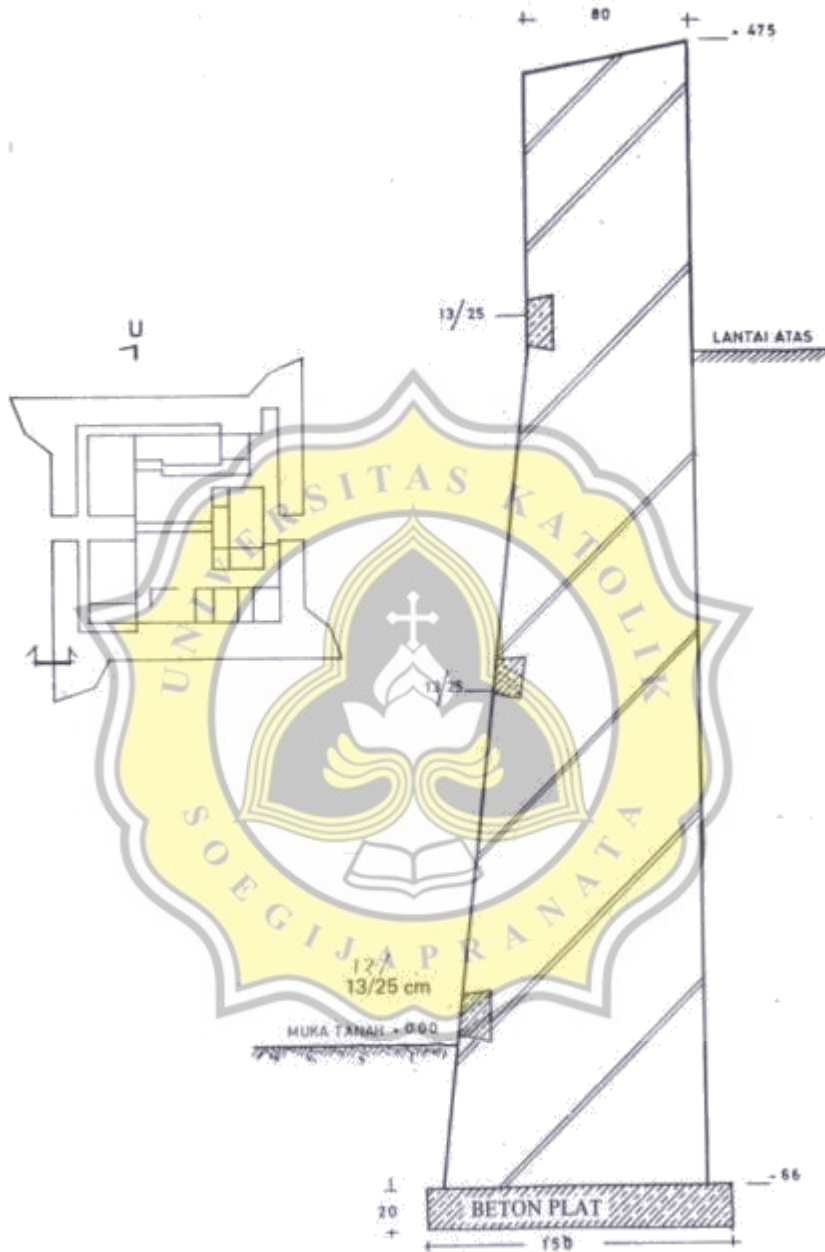 80
+ 475
13/25
LANTAI ATAS
U
UNIVERSITAS KATOLIK
13/25
SOEGIJAPRANATA
13/25 cm
MUKA TANAH + 0.00
- 66
20
BETON PLAT
150